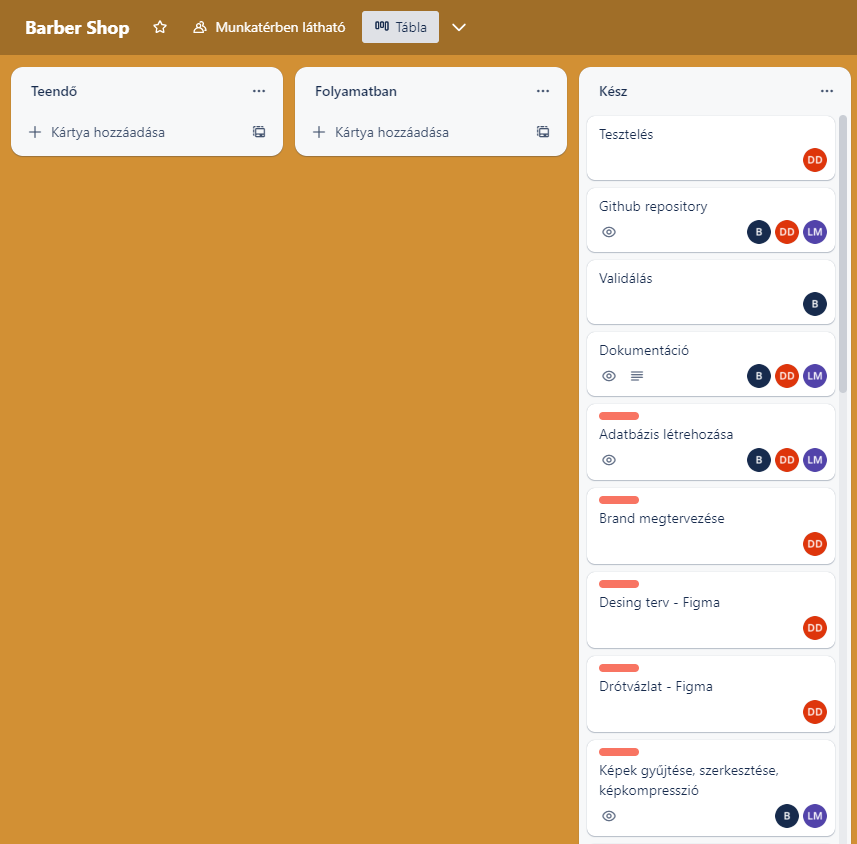 Barber Shop
Munkatérben látható
Tábla
Teendő
Kártya hozzáadása
Folyamatban
Kártya hozzáadása
Kész
Tesztelés
DD
Github repository
B DD LM
Validálás
B
Dokumentáció
B DD LM
Adatbázis létrehozása
B DD LM
Brand megtervezése
DD
Desing terv - Figma
DD
Drótvázlat - Figma
DD
Képek gyűjtése, szerkesztése,
képkompresszió
B LM